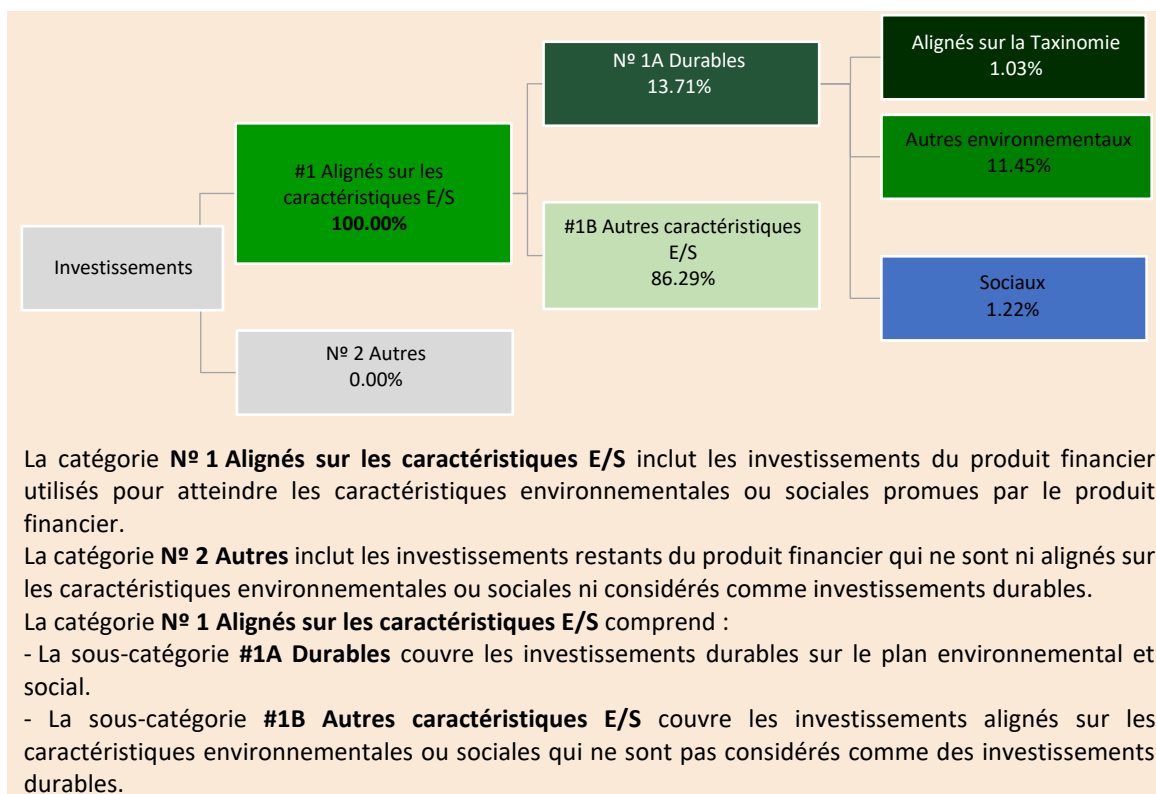 Investissements
#1 Alignés sur les
caractéristiques E/S
100.00%
Nº 2 Autres
0.00%
Nº 1A Durables
13.71%
#1B Autres caractéristiques
E/S
86.29%
Alignés sur la Taxinomie
1.03%
Autres environnementaux
11.45%
Sociaux
1.22%
La catégorie Nº 1 Alignés sur les caractéristiques E/S inclut les investissements du produit financier
utilisés pour atteindre les caractéristiques environnementales ou sociales promues par le produit
financier.
La catégorie Nº 2 Autres inclut les investissements restants du produit financier qui ne sont ni alignés sur
les caractéristiques environnementales ou sociales ni considérés comme investissements durables.
La catégorie Nº 1 Alignés sur les caractéristiques E/S comprend :
- La sous-catégorie #1A Durables couvre les investissements durables sur le plan environnemental et
social.
- La sous-catégorie #1B Autres caractéristiques E/S couvre les investissements alignés sur les
caractéristiques environnementales ou sociales qui ne sont pas considérés comme des investissements
durables.